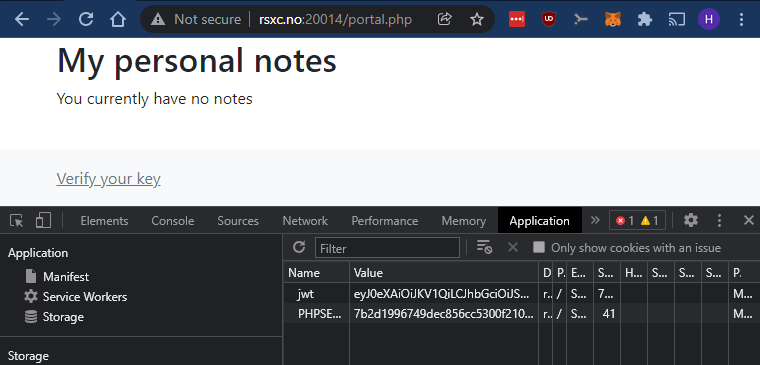 Not secure rsxc.no:20014/portal.php H
My personal notes
You currently have no notes
Verify your key
Elements Console Sources Network Performance Memory Application » 1 1
Application
Manifest
Service Workers
Storage
Storage
Filter Only show cookies with an issue
Name Value D P. E... S... H... S... S... S... P.
jwt eyJ0eXAiOiJKV1QiLCJhbGciOiJS... r... / S... 7... M...
PHPSE... 7b2d1996749dec856cc5300f210... r... / S... 41 M...